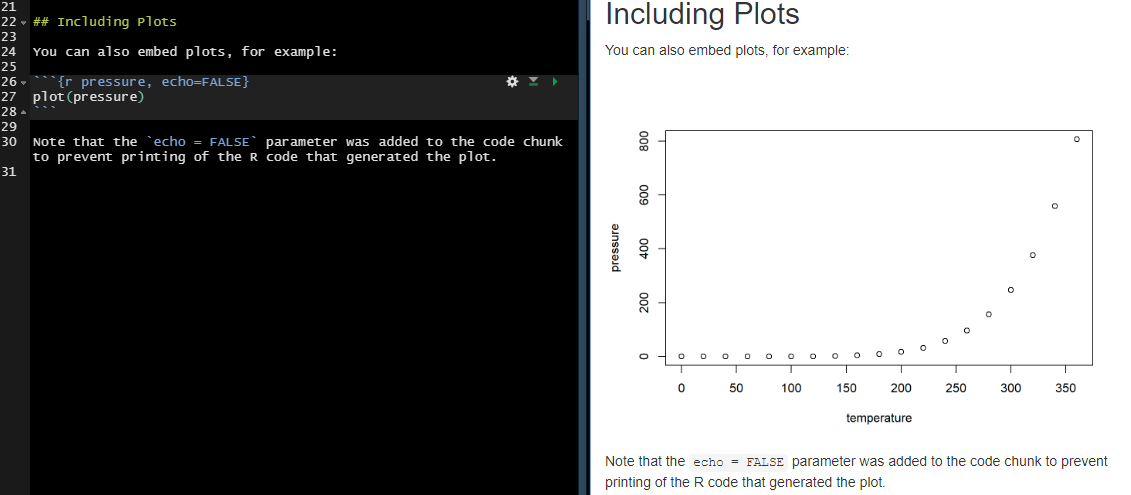 21
22 ## Including Plots
23
24 You can also embed plots, for example:
25
26 ```{r pressure, echo=FALSE}
27 plot(pressure)
28 ```
29
30 Note that the `echo = FALSE` parameter was added to the code chunk
to prevent printing of the R code that generated the plot.
31
Including Plots
You can also embed plots, for example:
800
600
400
200
0
pressure
0 50 100 150 200 250 300 350
temperature
Note that the echo = FALSE parameter was added to the code chunk to prevent
printing of the R code that generated the plot.